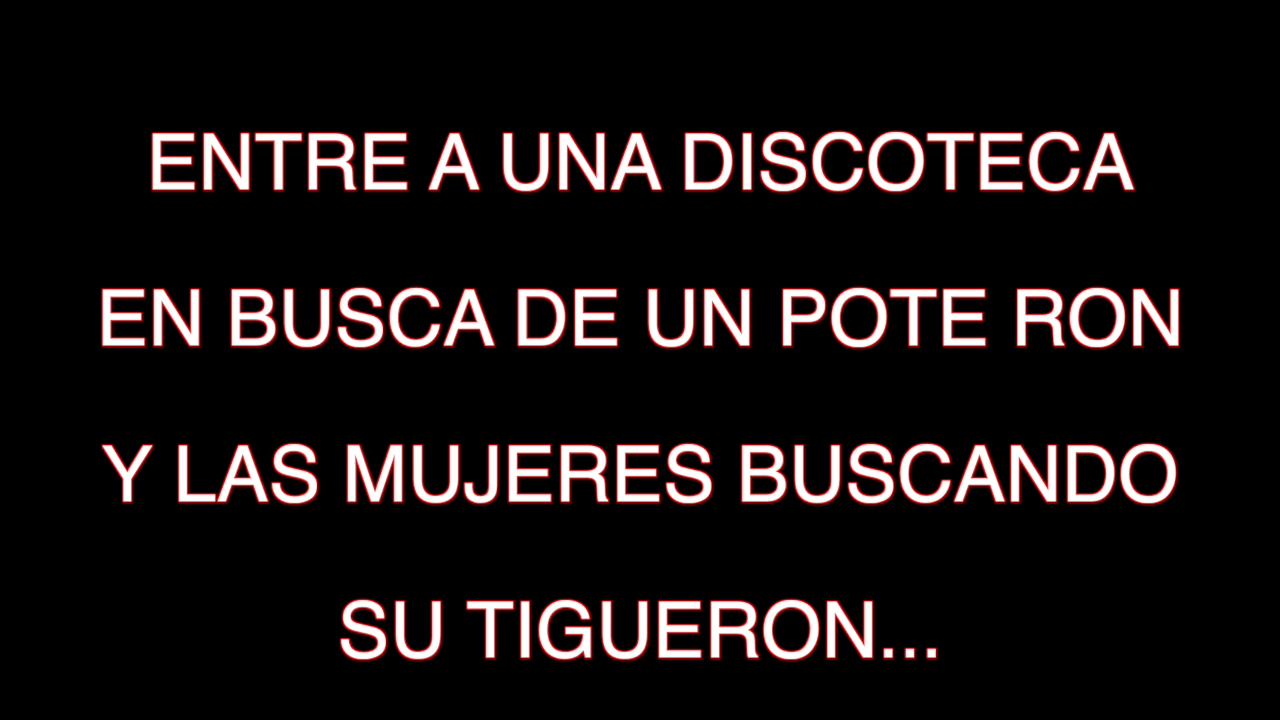 ENTRE A UNA DISCOTECA
EN BUSCA DE UN POTE RON
Y LAS MUJERES BUSCANDO
SU TIGUERON...